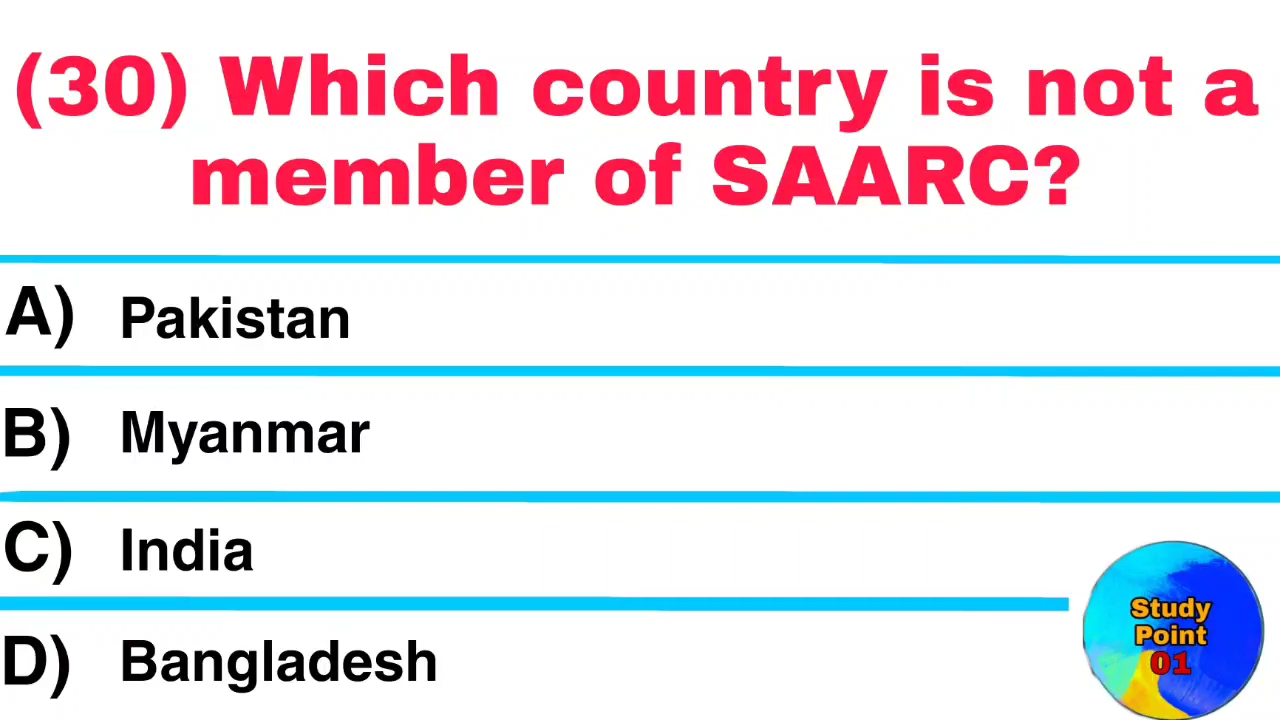 (30) Which country is not a
member of SAARC?
A) Pakistan
B) Myanmar
C) India
D) Bangladesh
Study
Point
01